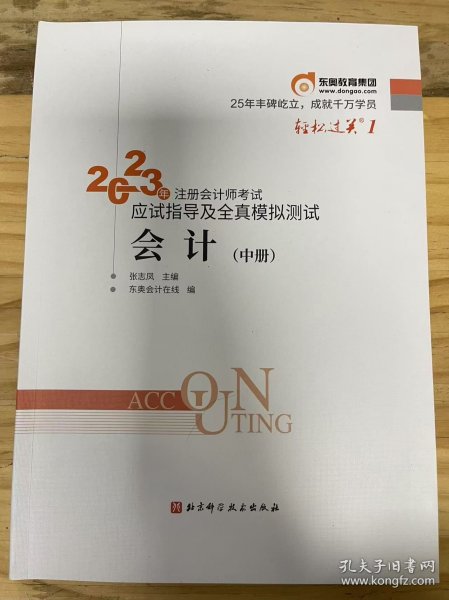 东奥教育集团
www.dongao.com
25年丰碑屹立，成就千万学员
轻松过关®1
2023年 注册会计师考试
应试指导及全真模拟测试
会计（中册）
张志凤 主编
东奥会计在线 编
ACCOUNTING
北京科学技术出版社
孔夫子旧书网
www.kongfz.com